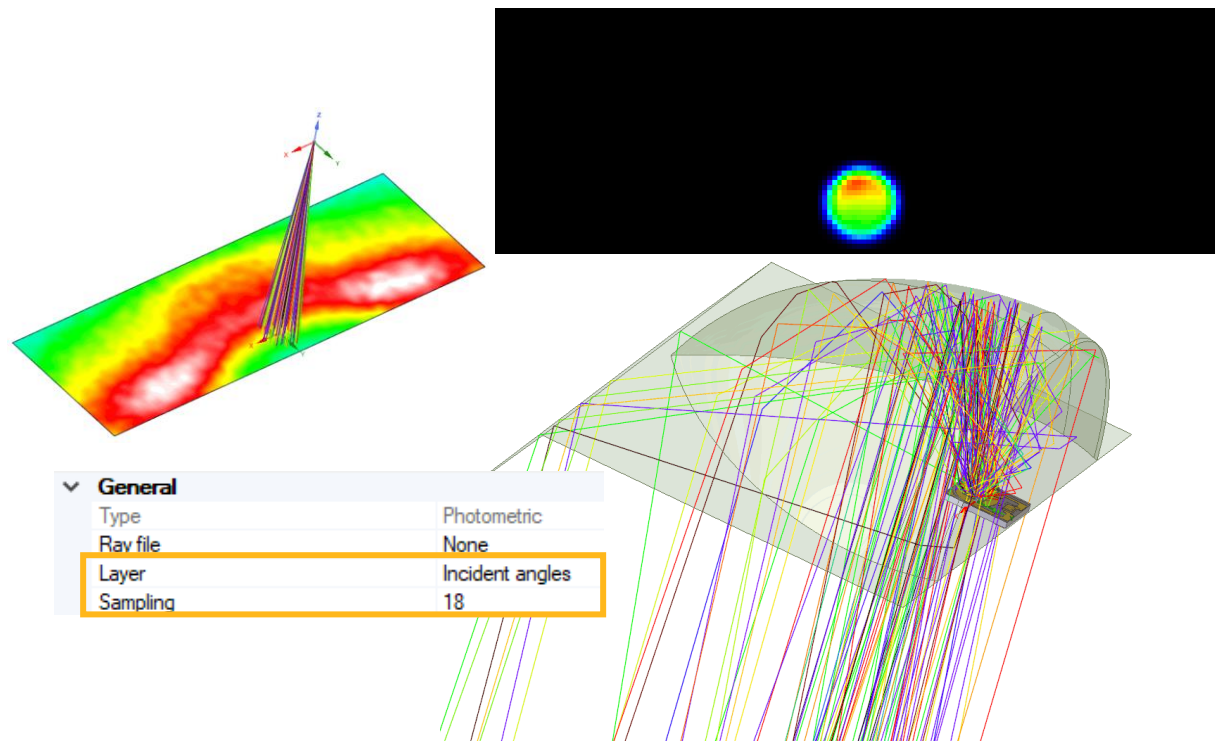 Z
X
Y
General
Type Photometric
Ray file None
Layer Incident angles
Sampling 18